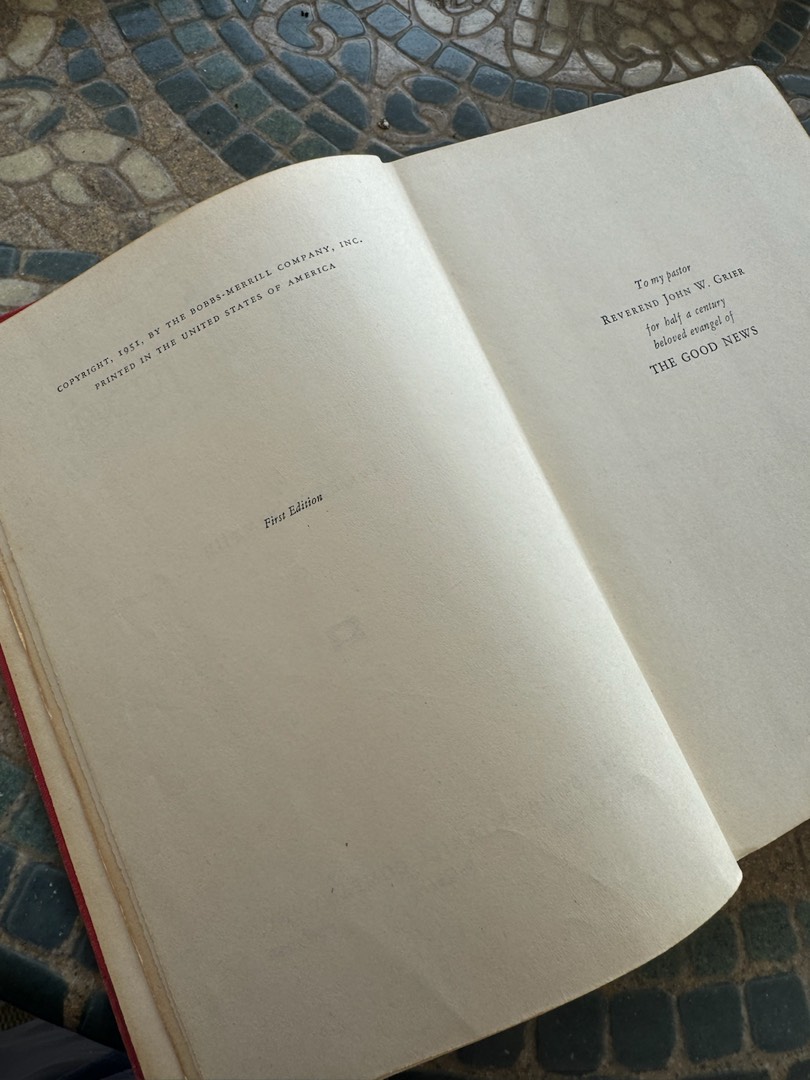 COPYRIGHT, 1951, BY THE BOBBS-MERRILL COMPANY, INC.
PRINTED IN THE UNITED STATES OF AMERICA
First Edition
To my pastor
REVEREND JOHN W. GRIER
for half a century
beloved evangel of
THE GOOD NEWS